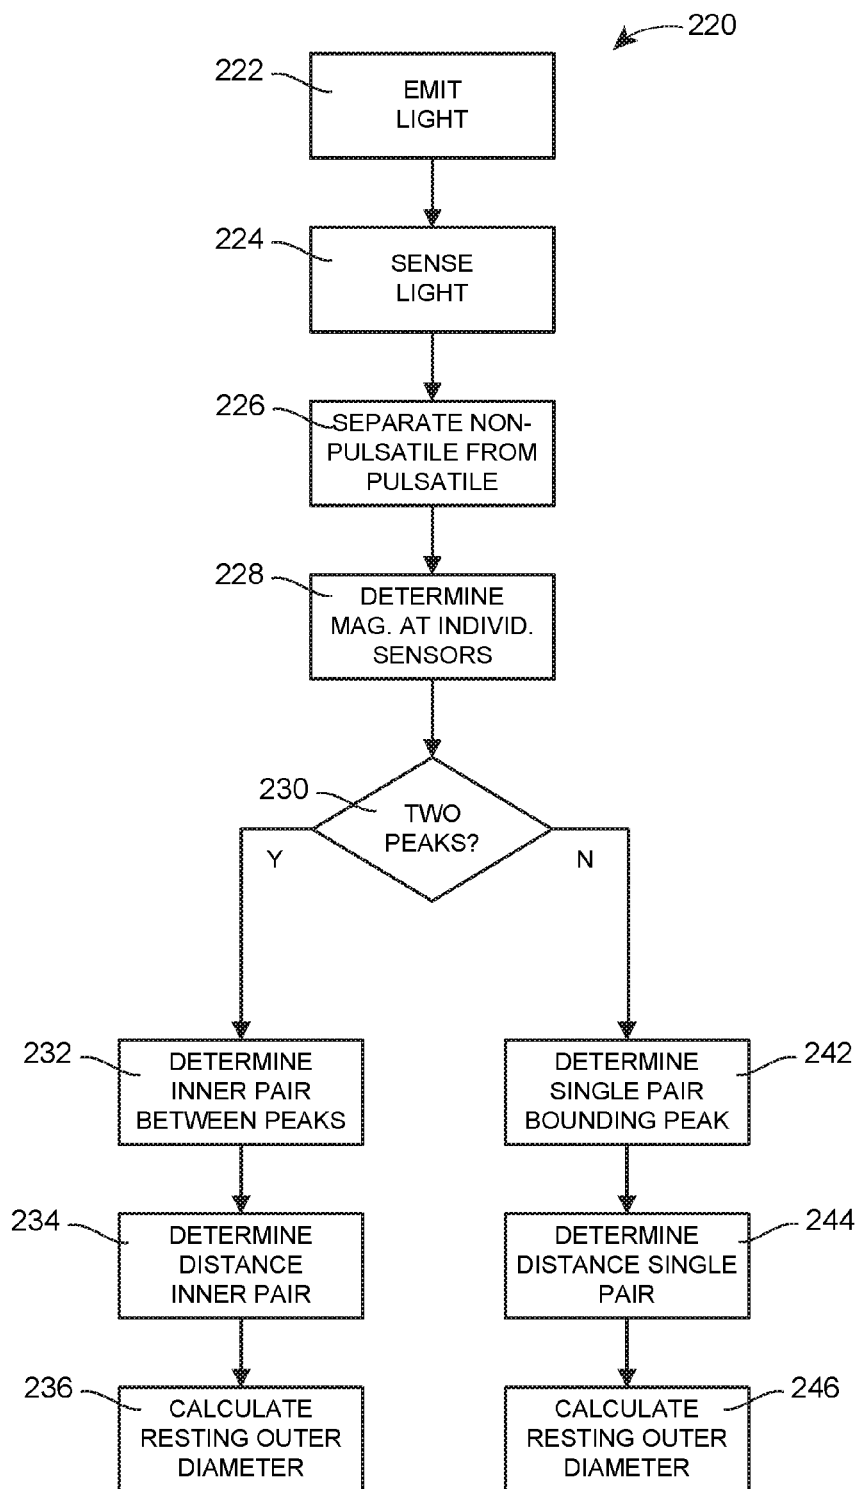 220
222
EMIT
LIGHT
224
SENSE
LIGHT
226
SEPARATE NON-
PULSATILE FROM
PULSATILE
228
DETERMINE
MAG. AT INDIVID.
SENSORS
230
TWO
PEAKS?
Y
N
232
DETERMINE
INNER PAIR
BETWEEN PEAKS
242
DETERMINE
SINGLE PAIR
BOUNDING PEAK
234
DETERMINE
DISTANCE
INNER PAIR
244
DETERMINE
DISTANCE SINGLE
PAIR
236
CALCULATE
RESTING OUTER
DIAMETER
246
CALCULATE
RESTING OUTER
DIAMETER